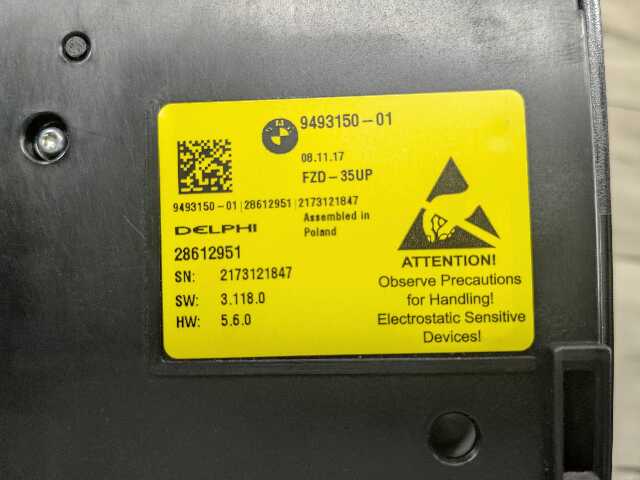 9493150-01
08.11.17
FZD-35UP
9493150-01|28612951|2173121847
Assembled in
Poland
DELPHI
28612951
SN: 2173121847
SW: 3.118.0
HW: 5.6.0
ATTENTION!
Observe Precautions
for Handling!
Electrostatic Sensitive
Devices!